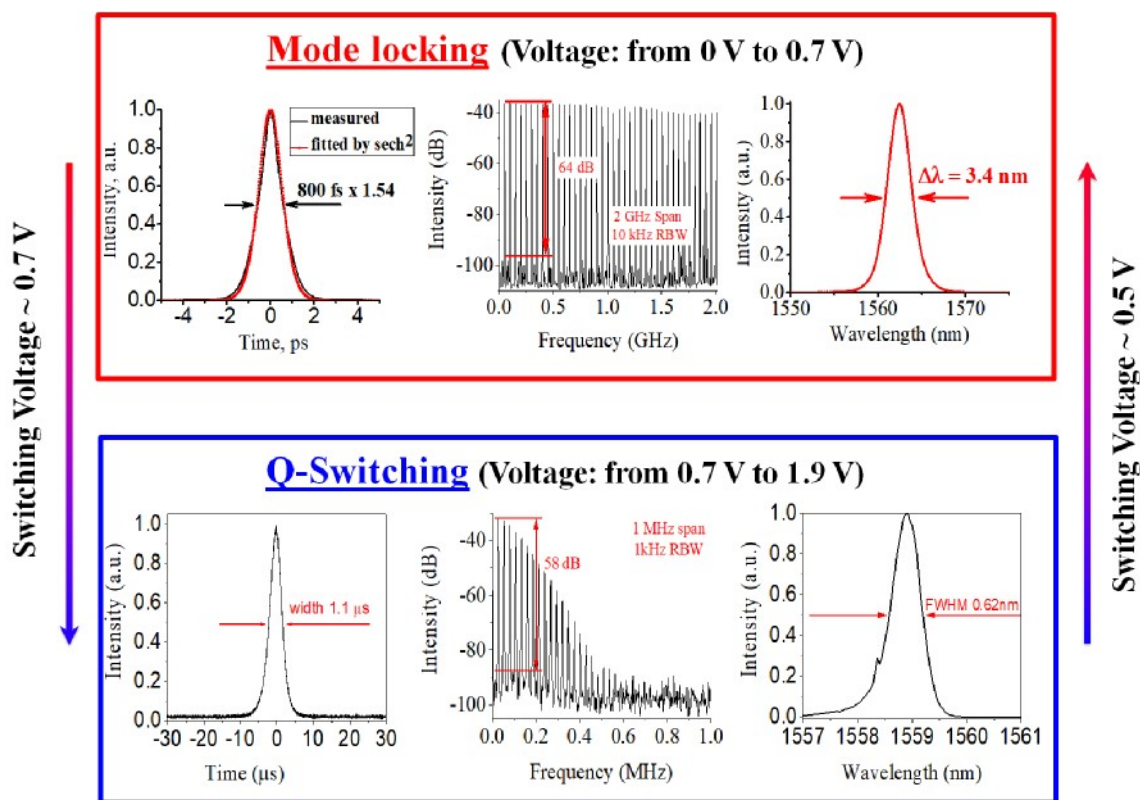 Mode locking (Voltage: from 0 V to 0.7 V)
Switching Voltage ~ 0.7 V
Intensity, a.u.
1.0
0.8
0.6
0.4
0.2
0.0
measured
fitted by sech2
800 fs x 1.54
-4 -2 0 2 4
Time, ps
Intensity (dB)
-40
-60
-80
-100
64 dB
2 GHz Span
10 kHz RBW
0.0 0.5 1.0 1.5 2.0
Frequency (GHz)
Intensity (a.u.)
1.0
0.8
0.6
0.4
0.2
0.0
Δλ = 3.4 nm
1550 1560 1570
Wavelength (nm)
Switching Voltage ~ 0.5 V
Q-Switching (Voltage: from 0.7 V to 1.9 V)
Intensity (a.u.)
1.0
0.8
0.6
0.4
0.2
0.0
width 1.1 μs
-30 -20 -10 0 10 20 30
Time (μs)
Intensity (dB)
-40
-60
-80
-100
58 dB
1 MHz span
1kHz RBW
0.0 0.2 0.4 0.6 0.8 1.0
Frequency (MHz)
Intensity (a.u.)
1.0
0.8
0.6
0.4
0.2
0.0
FWHM 0.62nm
1557 1558 1559 1560 1561
Wavelength (nm)